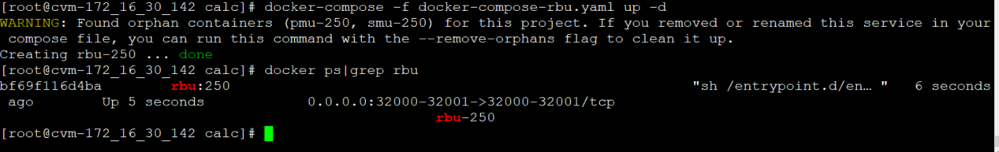 [root@cvm-172_16_30_142 calc]# docker-compose -f docker-compose-rbu.yaml up -d
WARNING: Found orphan containers (pmu-250, smu-250) for this project. If you removed or renamed this service in your
compose file, you can run this command with the --remove-orphans flag to clean it up.
Creating rbu-250 ... done
[root@cvm-172_16_30_142 calc]# docker ps|grep rbu
bf69f116d4ba rbu:250 "sh /entrypoint.d/en… " 6 seconds
ago Up 5 seconds 0.0.0.0:32000-32001->32000-32001/tcp
rbu-250
[root@cvm-172_16_30_142 calc]#